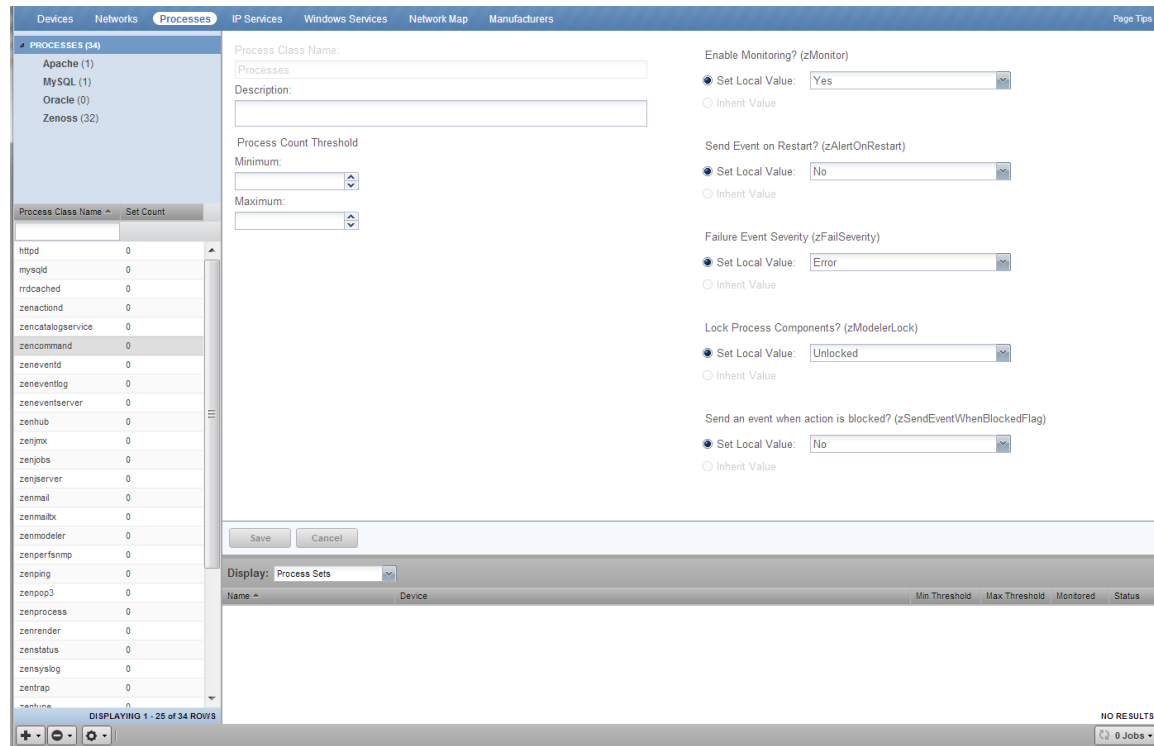 Devices Networks Processes IP Services Windows Services Network Map Manufacturers Page Tips
PROCESSES (34)
Apache (1)
MySQL (1)
Oracle (0)
Zenoss (32)
Process Class Name Set Count
httpd 0
mysqld 0
rrdcached 0
zenactiond 0
zencatalogservice 0
zencommand 0
zeneventd 0
zeneventlog 0
zeneventserver 0
zenhub 0
zenjmx 0
zenjobs 0
zenjserver 0
zenmail 0
zenmailtx 0
zenmodeler 0
zenperfsnmp 0
zenping 0
zenpop3 0
zenprocess 0
zenrender 0
zenstatus 0
zensyslog 0
zentrap 0
zentune 0
DISPLAYING 1 - 25 of 34 ROWS
Process Class Name:
Processes
Description:
Process Count Threshold
Minimum:
Maximum:
Enable Monitoring? (zMonitor)
Set Local Value: Yes
Inherit Value
Send Event on Restart? (zAlertOnRestart)
Set Local Value: No
Inherit Value
Failure Event Severity (zFailSeverity)
Set Local Value: Error
Inherit Value
Lock Process Components? (zModelerLock)
Set Local Value: Unlocked
Inherit Value
Send an event when action is blocked? (zSendEventWhenBlockedFlag)
Set Local Value: No
Inherit Value
Save Cancel
Display: Process Sets
Name Device Min Threshold Max Threshold Monitored Status
NO RESULTS
0 Jobs